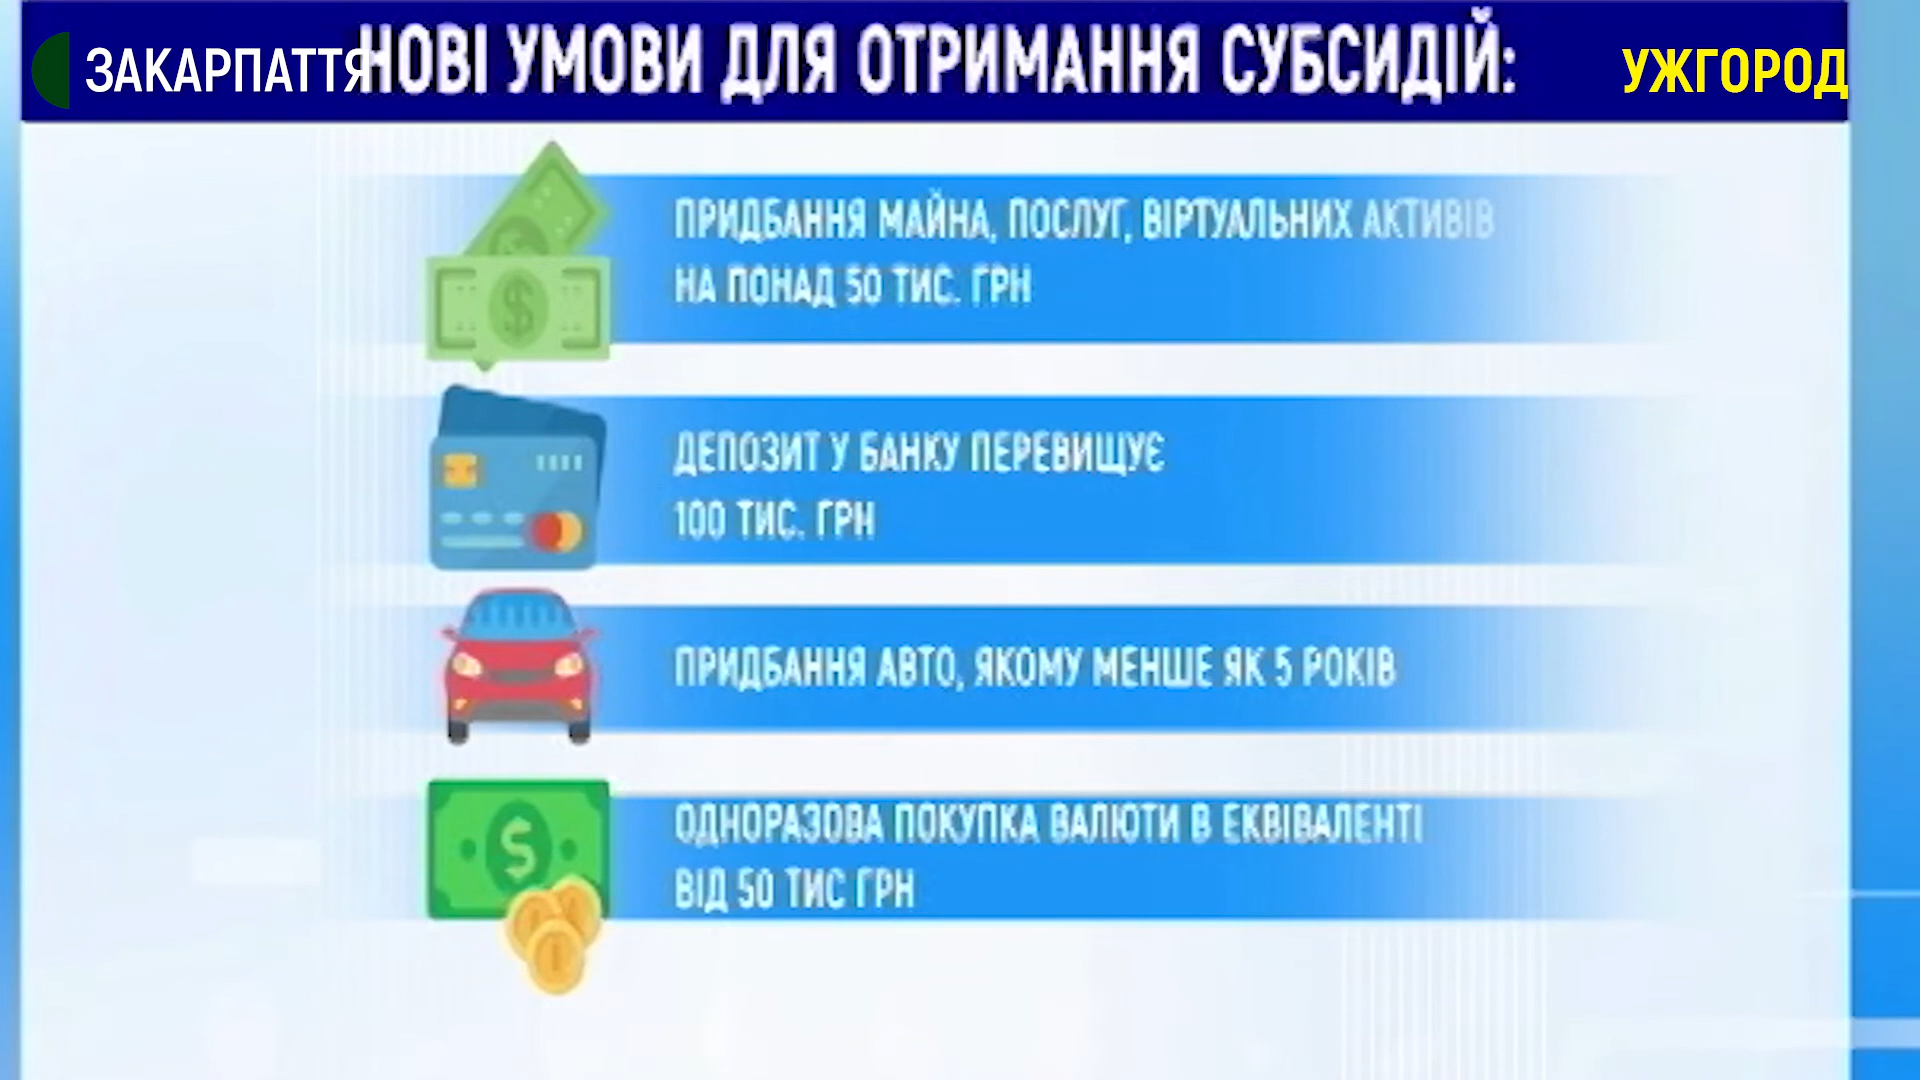 ЗАКАРПАТТЯ
НОВІ УМОВИ ДЛЯ ОТРИМАННЯ СУБСИДІЙ:
УЖГОРОД
ПРИДБАННЯ МАЙНА, ПОСЛУГ, ВІРТУАЛЬНИХ АКТИВІВ
НА ПОНАД 50 ТИС. ГРН
ДЕПОЗИТ У БАНКУ ПЕРЕВИЩУЄ
100 ТИС. ГРН
ПРИДБАННЯ АВТО, ЯКОМУ МЕНШЕ ЯК 5 РОКІВ
ОДНОРАЗОВА ПОКУПКА ВАЛЮТИ В ЕКВІВАЛЕНТІ
ВІД 50 ТИС ГРН